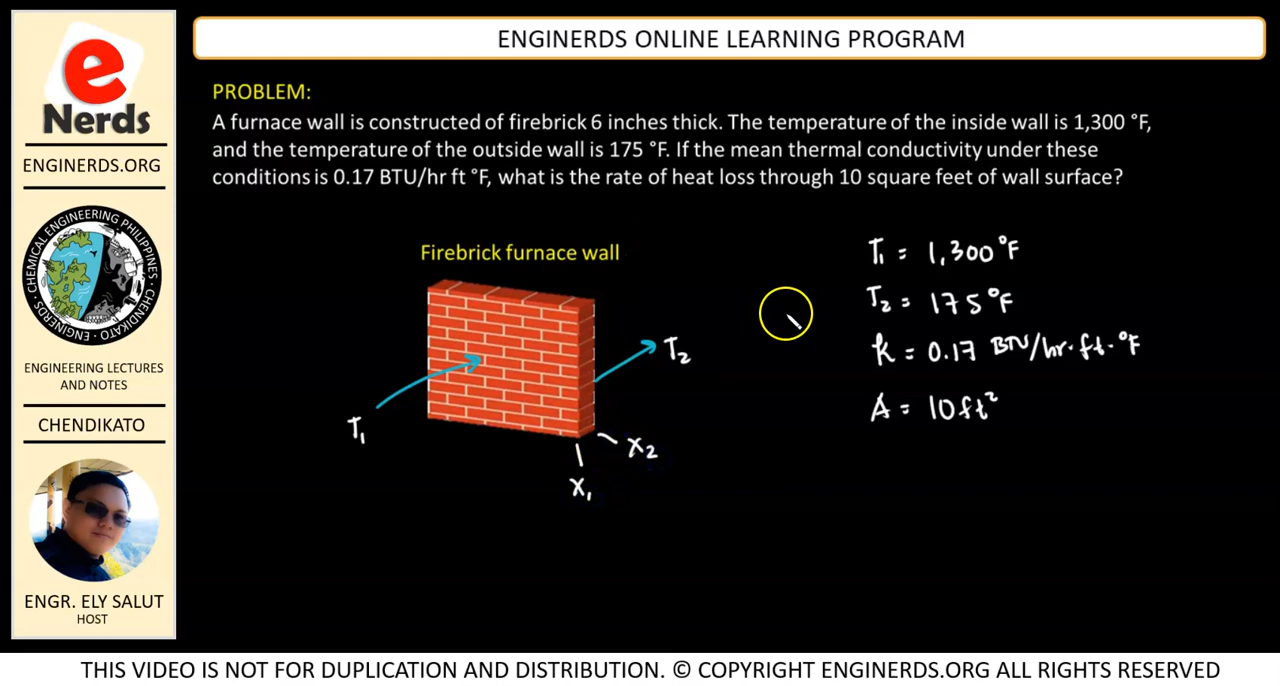 ENGINERDS ONLINE LEARNING PROGRAM
e
Nerds
ENGINERDS.ORG
CHEMICAL ENGINEERING PHILIPPINES - CHENDIKATO - ENGINERDS -
ENGINEERING LECTURES
AND NOTES
CHENDIKATO
ENGR. ELY SALUT
HOST
PROBLEM:
A furnace wall is constructed of firebrick 6 inches thick. The temperature of the inside wall is 1,300 °F,
and the temperature of the outside wall is 175 °F. If the mean thermal conductivity under these
conditions is 0.17 BTU/hr ft °F, what is the rate of heat loss through 10 square feet of wall surface?
Firebrick furnace wall
T₁
T₂
X₂
X₁
T₁ = 1,300 °F
T₂ = 175 °F
k = 0.17 BTU/hr·ft·°F
A = 10 ft²
THIS VIDEO IS NOT FOR DUPLICATION AND DISTRIBUTION. © COPYRIGHT ENGINERDS.ORG ALL RIGHTS RESERVED